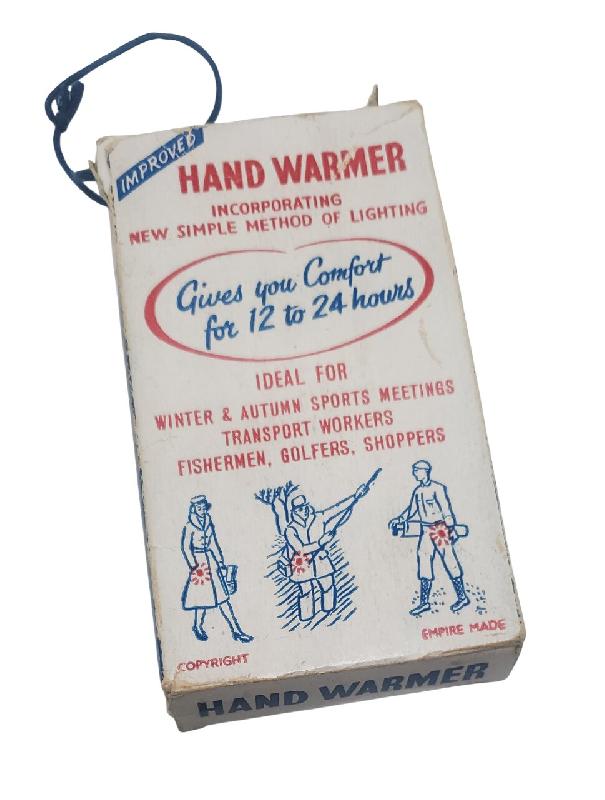 IMPROVED
HAND WARMER
INCORPORATING
NEW SIMPLE METHOD OF LIGHTING
Gives you Comfort
for 12 to 24 hours
IDEAL FOR
WINTER & AUTUMN SPORTS MEETINGS
TRANSPORT WORKERS
FISHERMEN, GOLFERS, SHOPPERS
COPYRIGHT
EMPIRE MADE
HAND WARMER